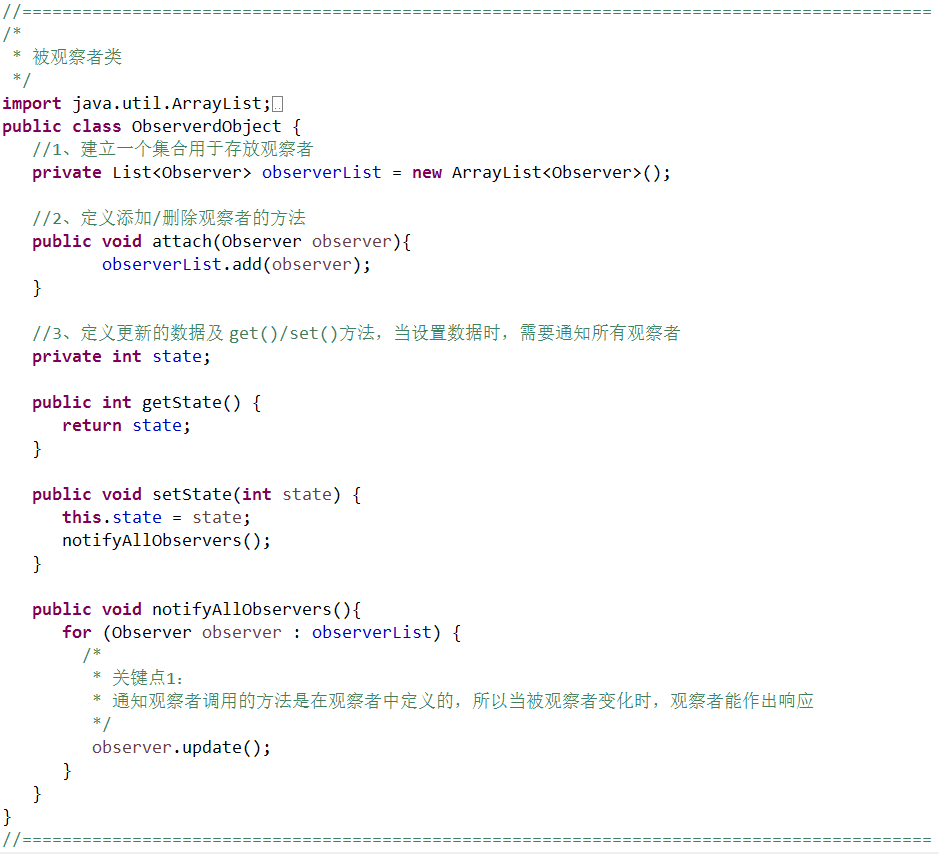 //===========================================================================================
/*
 * 被观察者类
 */
import java.util.ArrayList;
public class ObserverdObject {
   //1、建立一个集合用于存放观察者
   private List<Observer> observerList = new ArrayList<Observer>();
   //2、定义添加/删除观察者的方法
   public void attach(Observer observer){
          observerList.add(observer);
   }
   //3、定义更新的数据及 get()/set()方法，当设置数据时，需要通知所有观察者
   private int state;
   public int getState() {
      return state;
   }
   public void setState(int state) {
      this.state = state;
      notifyAllObservers();
   }
   public void notifyAllObservers(){
      for (Observer observer : observerList) {
        /*
         * 关键点1：
         * 通知观察者调用的方法是在观察者中定义的，所以当被观察者变化时，观察者能作出响应
         */
         observer.update();
      }
   }
}
//===========================================================================================